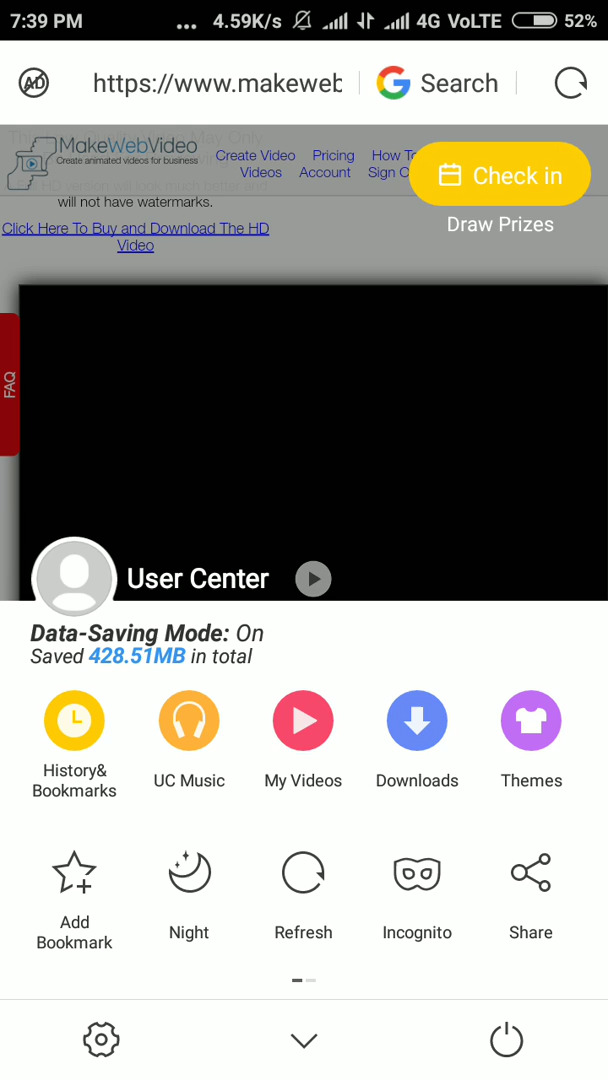 7:39 PM ... 4.59K/s 4G VoLTE 52%
AD https://www.makeweb Search
MakeWebVideo
Create animated videos for business
Create Video Pricing How To
Videos Account Sign O
Check in
Draw Prizes
will not have watermarks.
Click Here To Buy and Download The HD
Video
FAQ
User Center
Data-Saving Mode: On
Saved 428.51MB in total
History&
Bookmarks
UC Music
My Videos
Downloads
Themes
Add
Bookmark
Night
Refresh
Incognito
Share